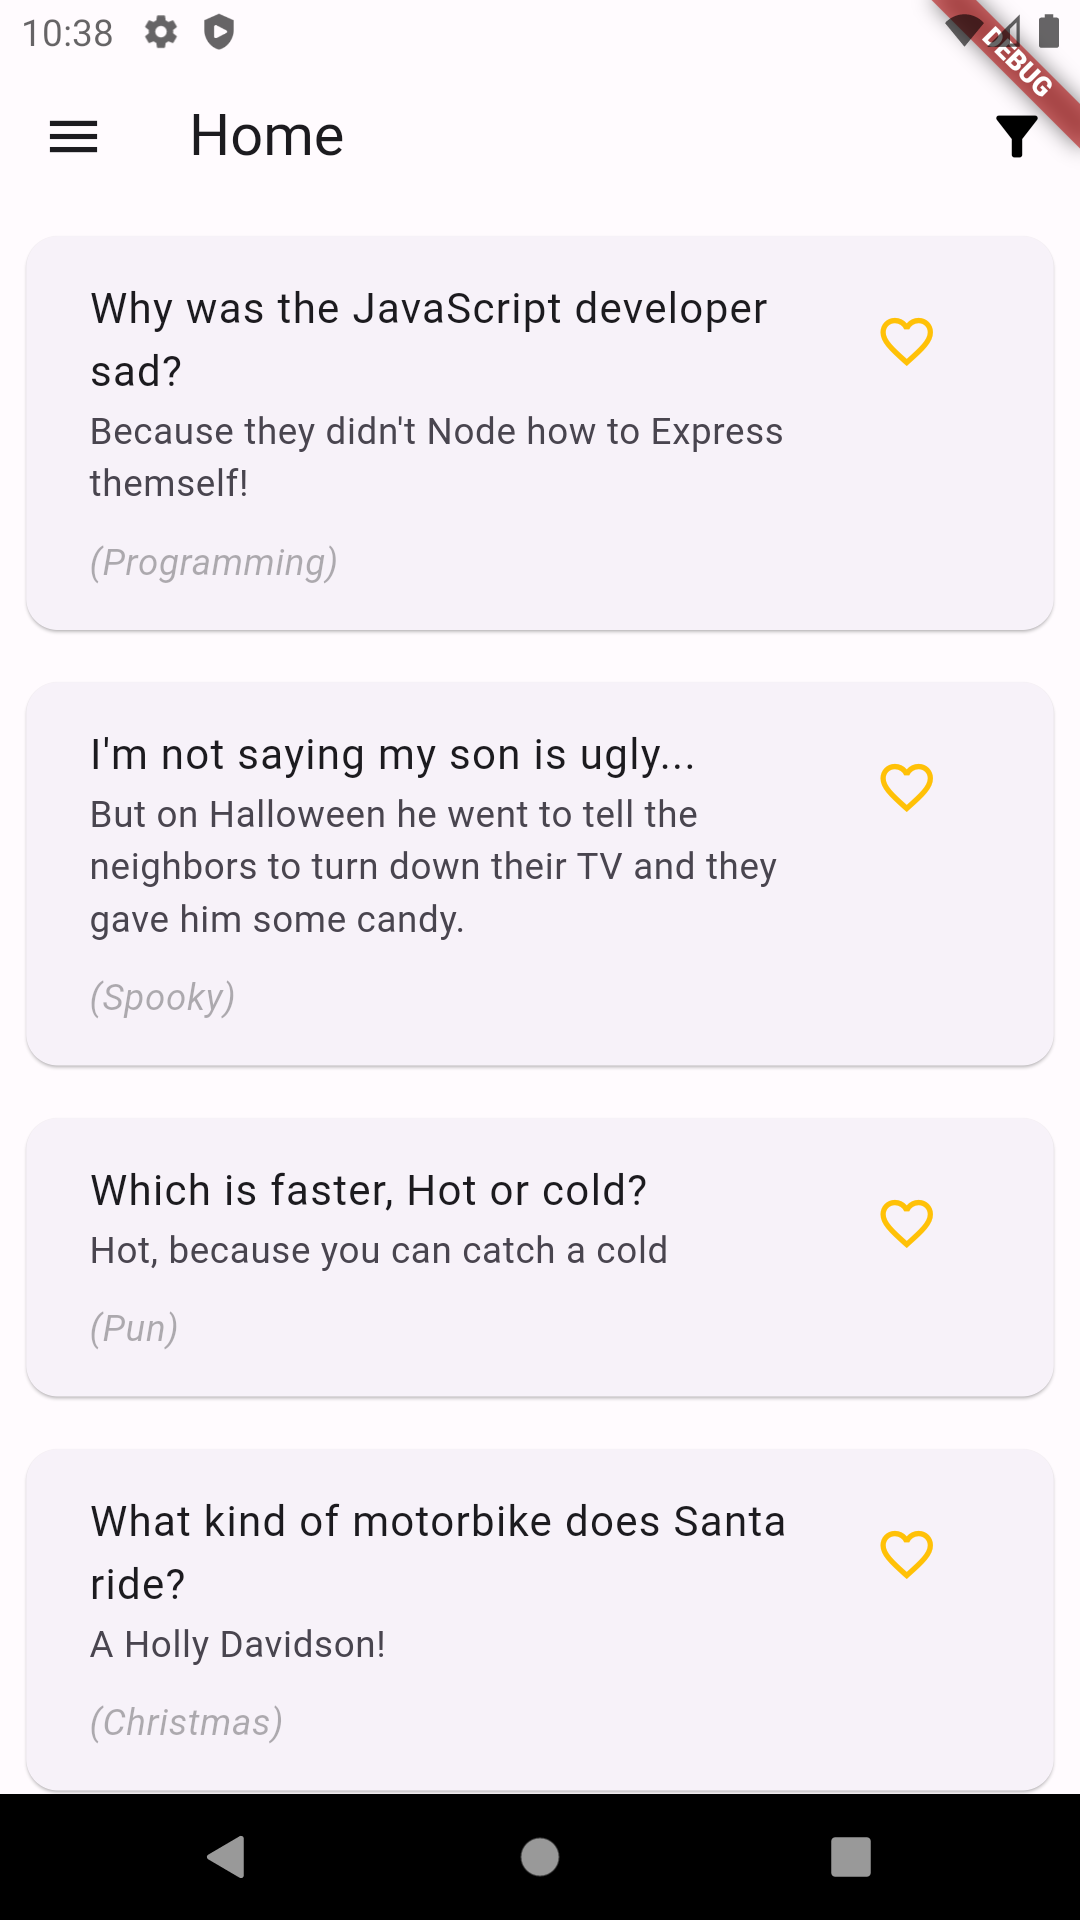 10:38
DEBUG
Home
Why was the JavaScript developer
sad?
Because they didn't Node how to Express
themself!
(Programming)
I'm not saying my son is ugly...
But on Halloween he went to tell the
neighbors to turn down their TV and they
gave him some candy.
(Spooky)
Which is faster, Hot or cold?
Hot, because you can catch a cold
(Pun)
What kind of motorbike does Santa
ride?
A Holly Davidson!
(Christmas)